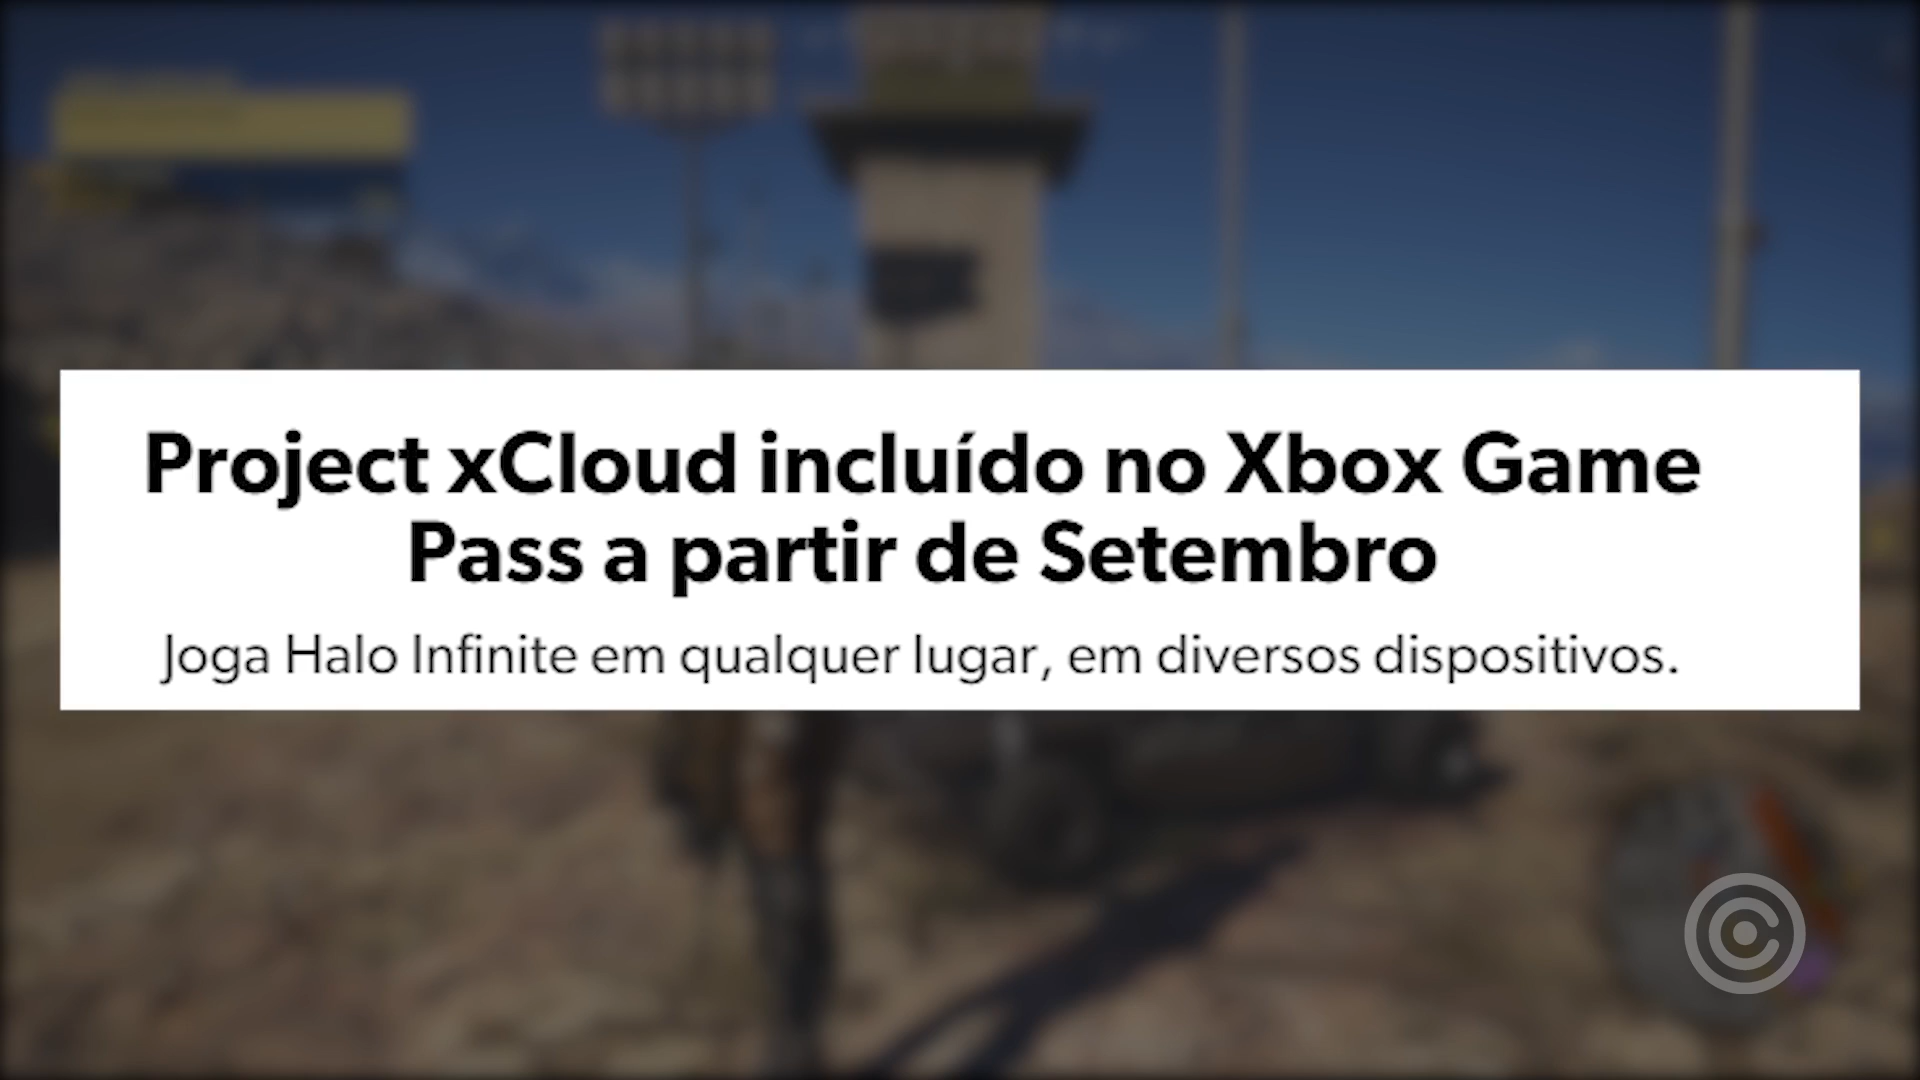 Project xCloud incluído no Xbox Game
Pass a partir de Setembro
Joga Halo Infinite em qualquer lugar, em diversos dispositivos.